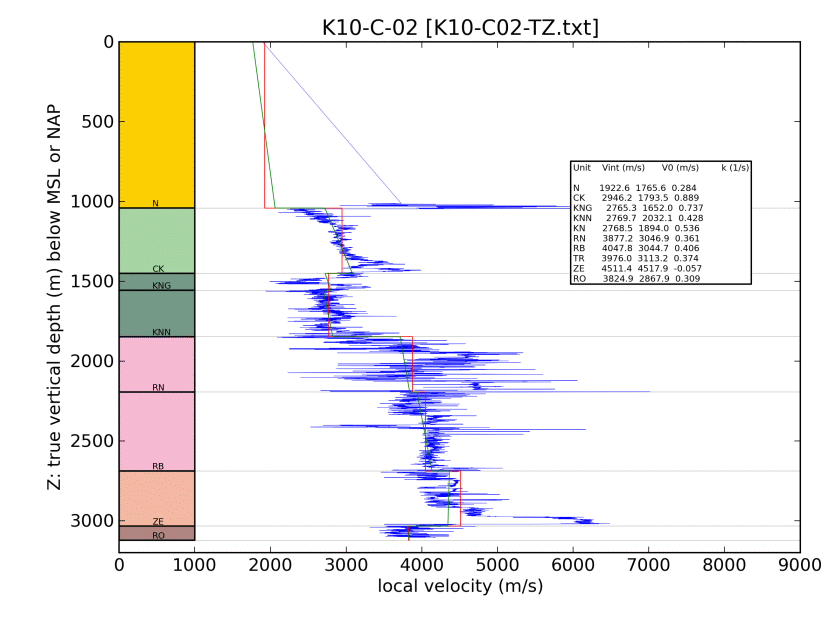 K10-C-02 [K10-C02-TZ.txt]
Z: true vertical depth (m) below MSL or NAP
0
500
1000
1500
2000
2500
3000
N
CK
KNG
KNN
RN
RB
ZE
RO
Unit Vint (m/s) V0 (m/s) k (1/s)
N 1922.6 1765.6 0.284
CK 2946.2 1793.5 0.889
KNG 2765.3 1652.0 0.737
KNN 2769.7 2032.1 0.428
KN 2768.5 1894.0 0.536
RN 3877.2 3046.9 0.361
RB 4047.8 3044.7 0.406
TR 3976.0 3113.2 0.374
ZE 4511.4 4517.9 -0.057
RO 3824.9 2867.9 0.309
0 1000 2000 3000 4000 5000 6000 7000 8000 9000
local velocity (m/s)